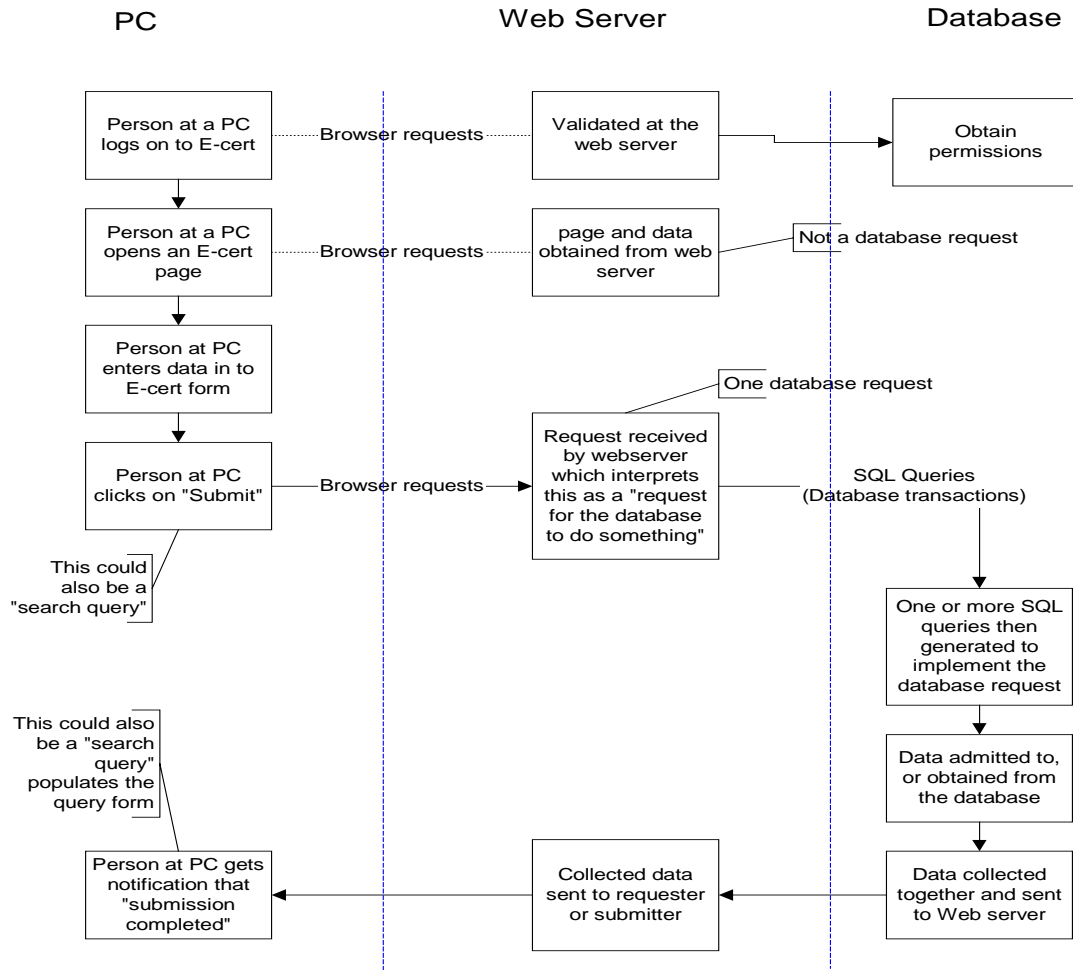 PC
Web Server
Database
Person at a PC
logs on to E-cert
Browser requests
Validated at the
web server
Obtain
permissions
Person at a PC
opens an E-cert
page
Browser requests
page and data
obtained from web
server
Not a database request
Person at PC
enters data in to
E-cert form
One database request
Person at PC
clicks on "Submit"
Browser requests
Request received
by webserver
which interprets
this as a "request
for the database
to do something"
SQL Queries
(Database transactions)
This could
also be a
"search query"
One or more SQL
queries then
generated to
implement the
database request
This could also
be a "search
query"
populates the
query form
Data admitted to,
or obtained from
the database
Person at PC gets
notification that
"submission
completed"
Collected data
sent to requester
or submitter
Data collected
together and sent
to Web server